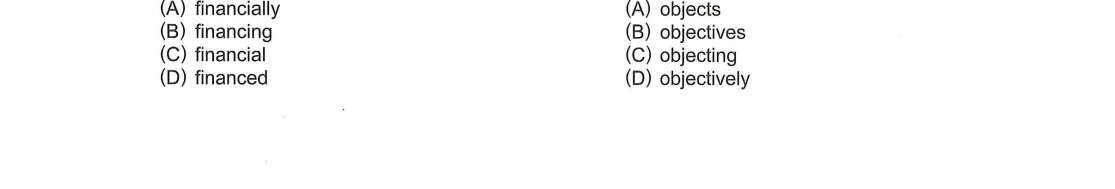 (A) financially
(B) financing
(C) financial
(D) financed
(A) objects
(B) objectives
(C) objecting
(D) objectively